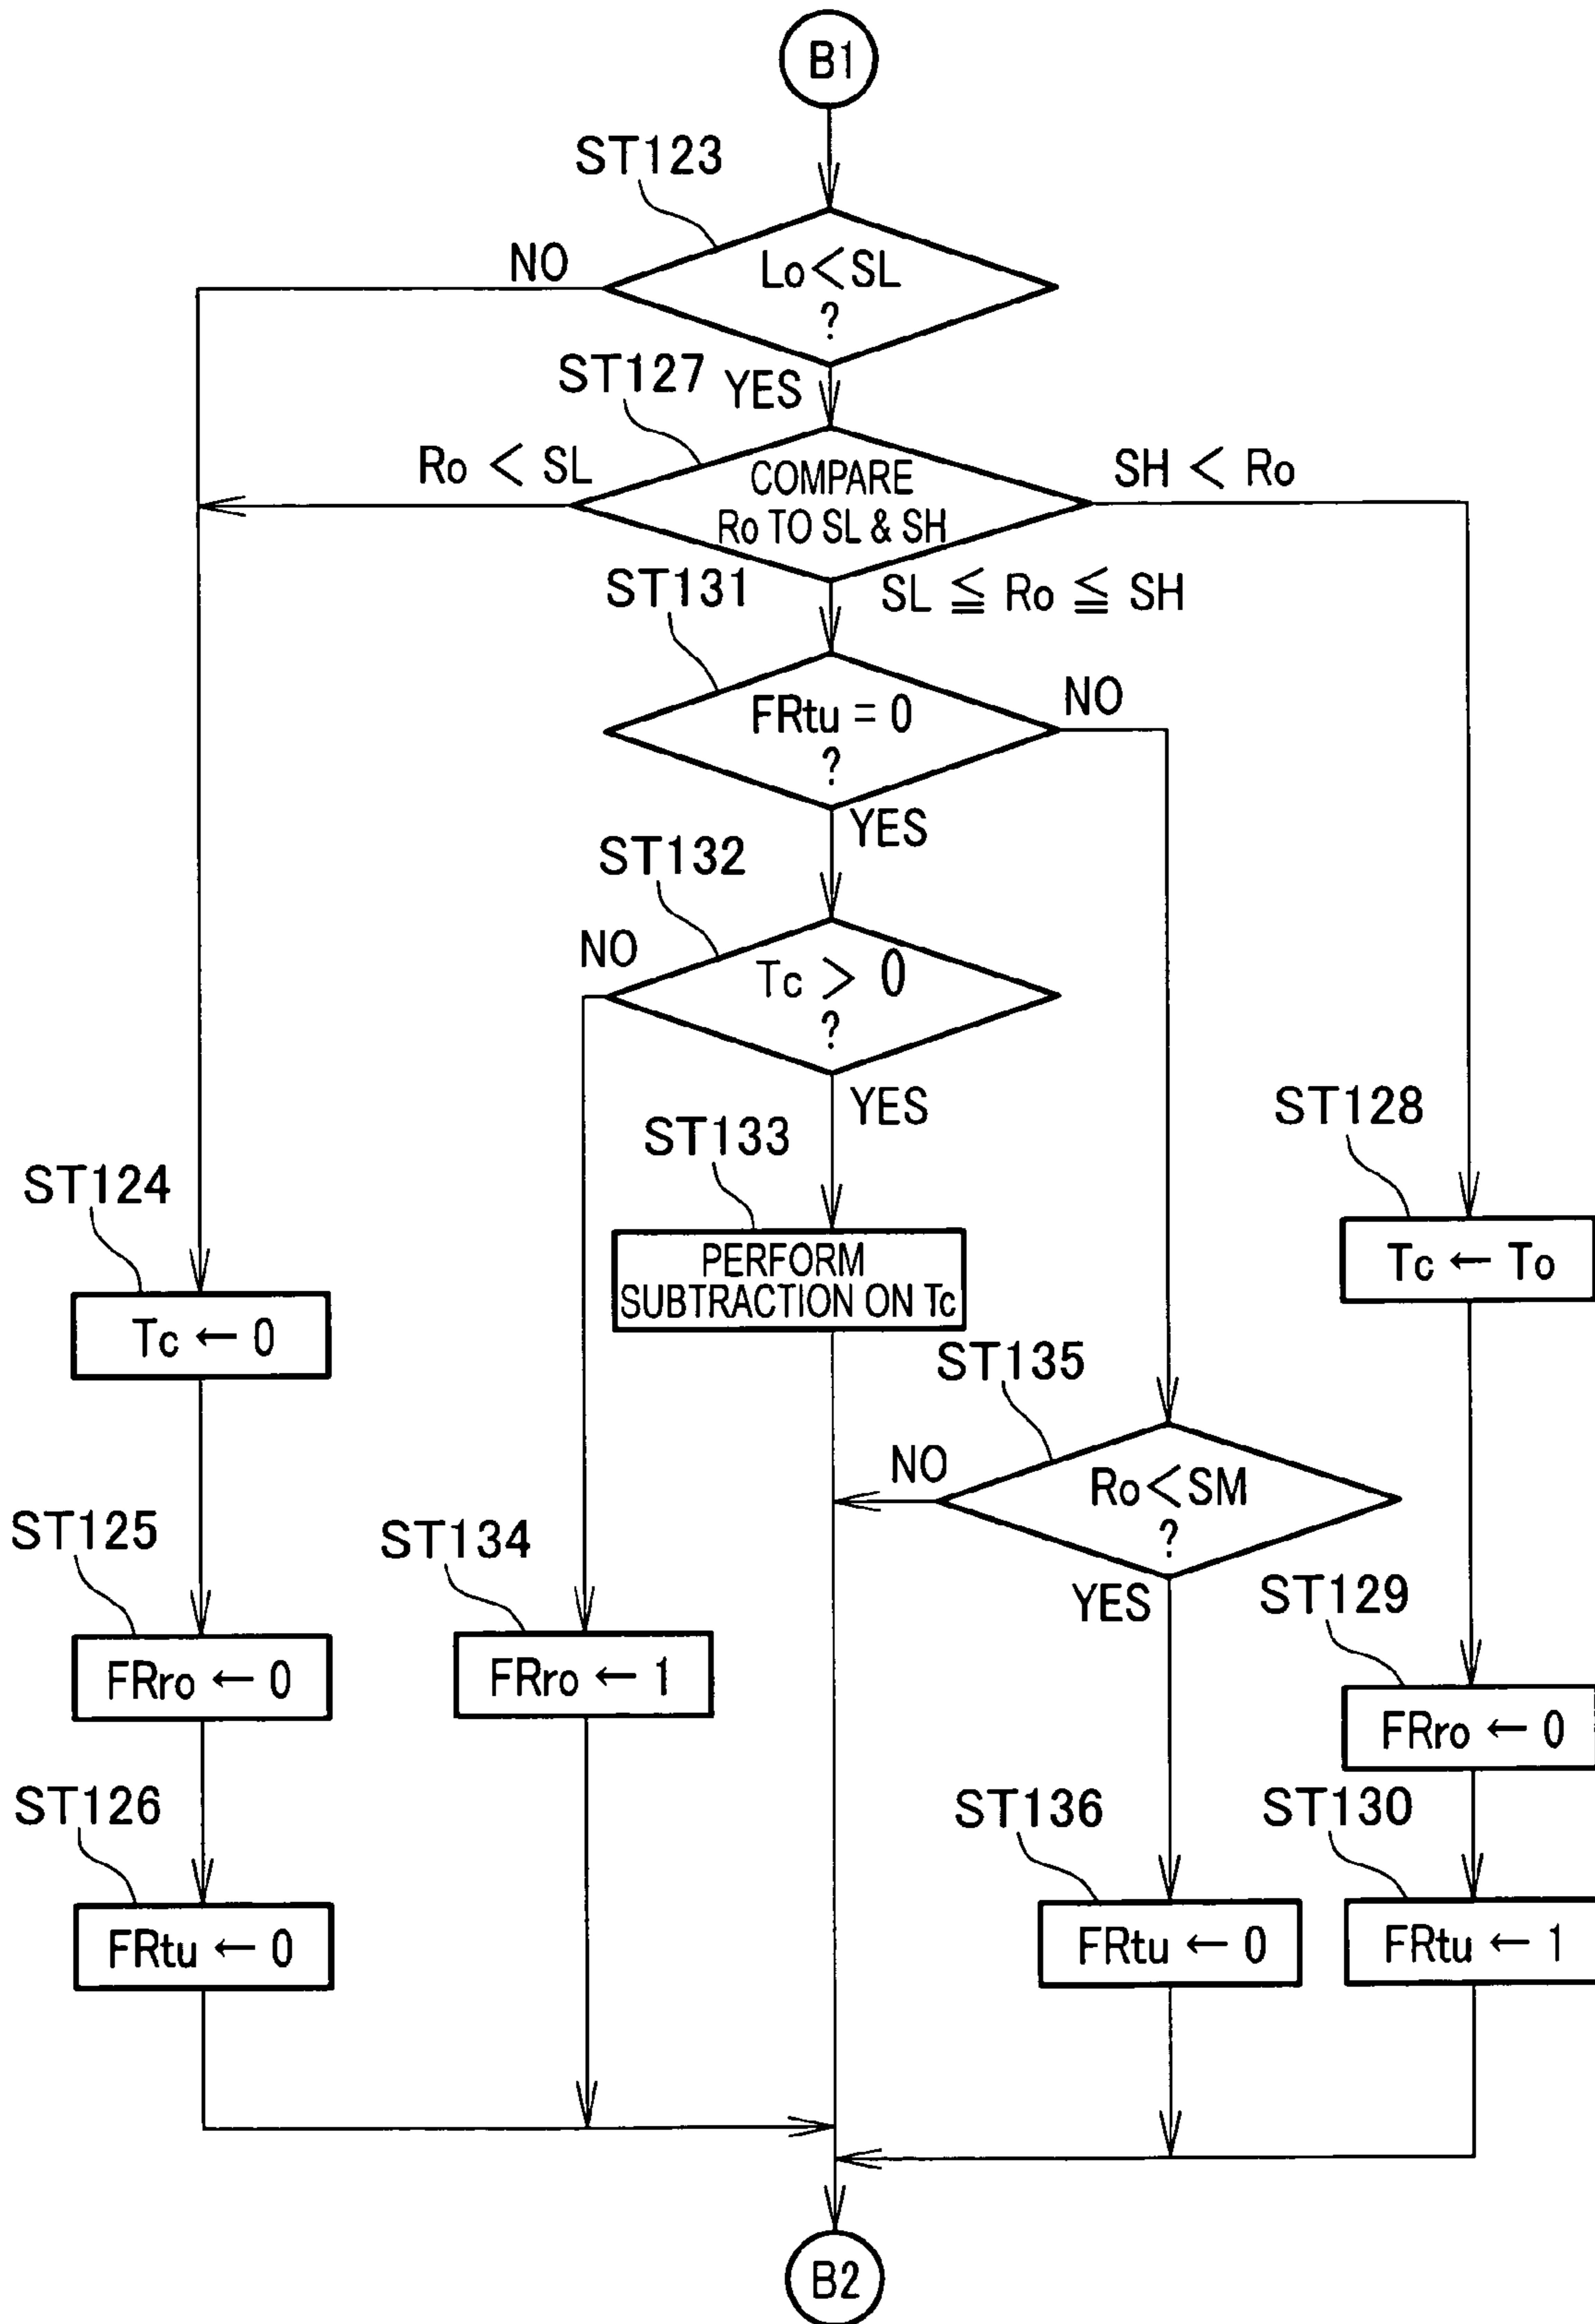 B1
ST123
Lo<SL
?
NO
YES
ST127
COMPARE
Ro TO SL & SH
Ro < SL
SH < Ro
SL ≦ Ro ≦ SH
ST131
FRtu = 0
?
NO
YES
ST132
Tc > 0
?
NO
YES
ST133
PERFORM
SUBTRACTION ON Tc
ST128
Tc ← To
ST124
Tc ← 0
ST135
Ro<SM
?
NO
YES
ST125
FRro ← 0
ST134
FRro ← 1
ST129
FRro ← 0
ST126
FRtu ← 0
ST136
FRtu ← 0
ST130
FRtu ← 1
B2